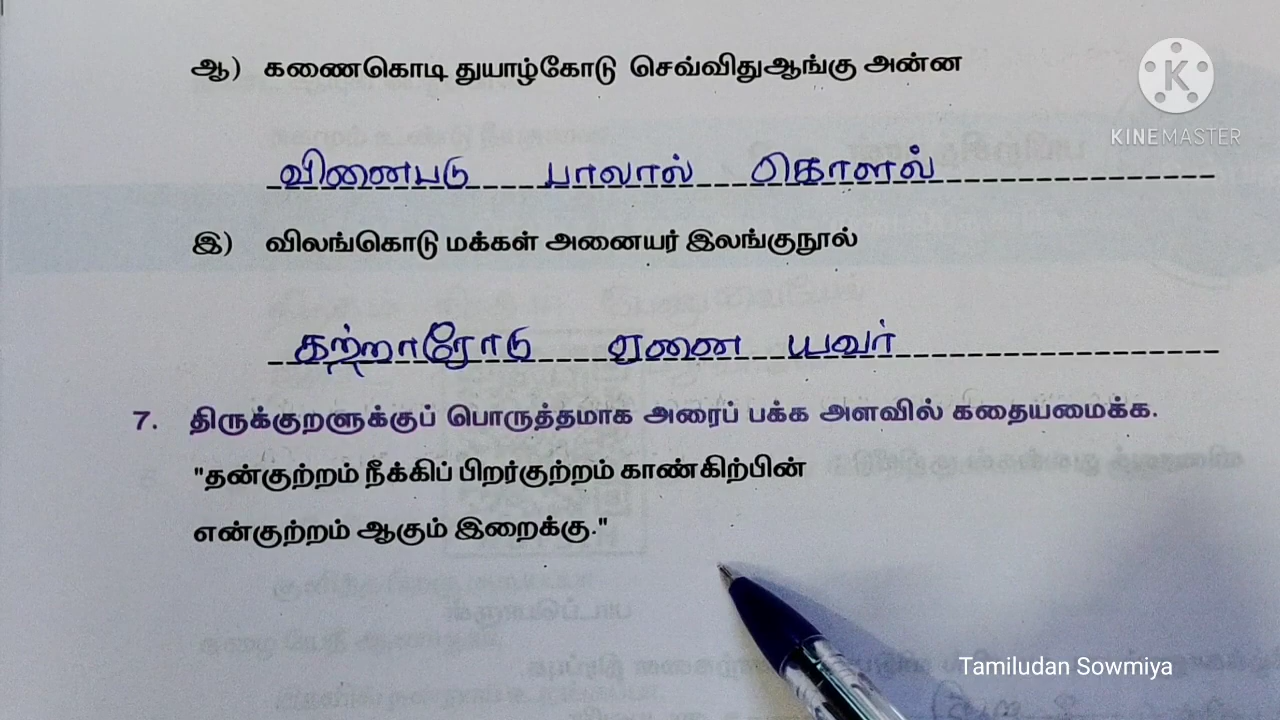 ஆ) கணைகொடி துயாழ்கோடு செவ்விதுஆங்கு அன்ன
KINEMASTER
வினைபடு பாலால் கொளல்
இ) விலங்கொடு மக்கள் அனையர் இலங்குநூல்
கற்றாரோடு ஏனை யவர்
7. திருக்குறளுக்குப் பொருத்தமாக அரைப் பக்க அளவில் கதையமைக்க.
"தன்குற்றம் நீக்கிப் பிறர்குற்றம் காண்கிற்பின்
என்குற்றம் ஆகும் இறைக்கு."
Tamiludan Sowmiya